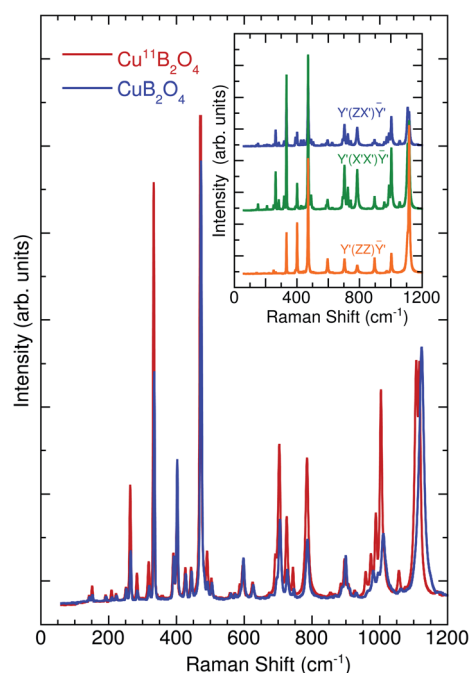 Cu¹¹B₂O₄
CuB₂O₄
Intensity (arb. units)
Y'(ZX')Ȳ'
Y'(X'X')Ȳ'
Y'(ZZ)Ȳ'
Intensity (arb. units)
0 400 800 1200
Raman Shift (cm⁻¹)
0 200 400 600 800 1000 1200
Raman Shift (cm⁻¹)